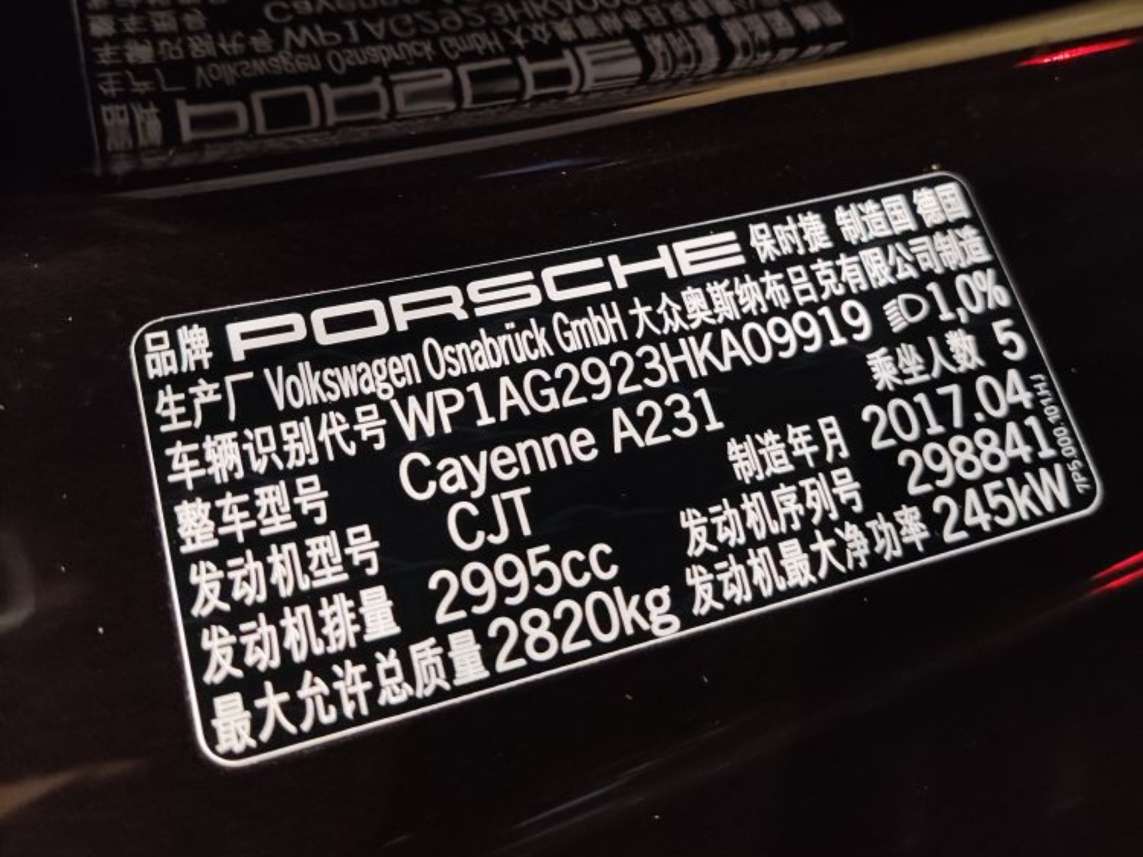 品牌 PORSCHE 保时捷 制造国 德国
生产厂 Volkswagen Osnabrück GmbH 大众奥斯纳布吕克有限公司制造
车辆识别代号 WP1AG2923HKA09919 1,0%
整车型号 Cayenne A231 乘坐人数 5
发动机型号 CJT 制造年月 2017.04
发动机排量 2995cc 发动机序列号 298841
最大允许总质量 2820kg 发动机最大净功率 245kW
7P5.000.101.HJ